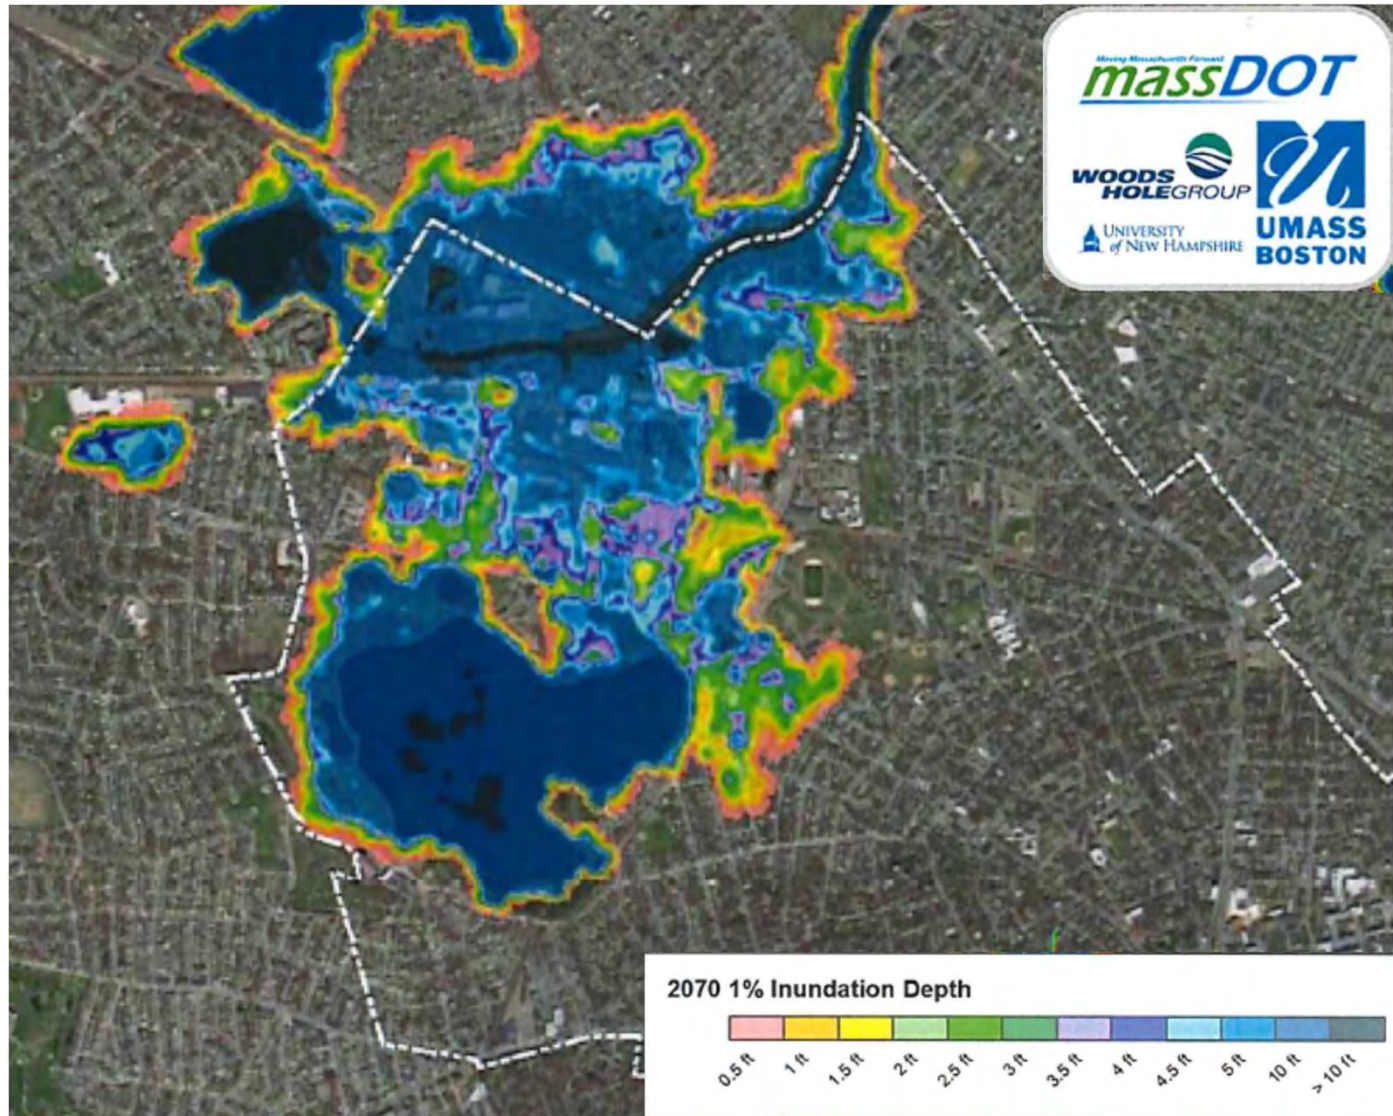 Moving Massachusetts Forward.
massDOT
WOODS
HOLEGROUP
UNIVERSITY
of NEW HAMPSHIRE
UMASS
BOSTON
2070 1% Inundation Depth
0.5 ft
1 ft
1.5 ft
2 ft
2.5 ft
3 ft
3.5 ft
4 ft
4.5 ft
5 ft
10 ft
> 10 ft